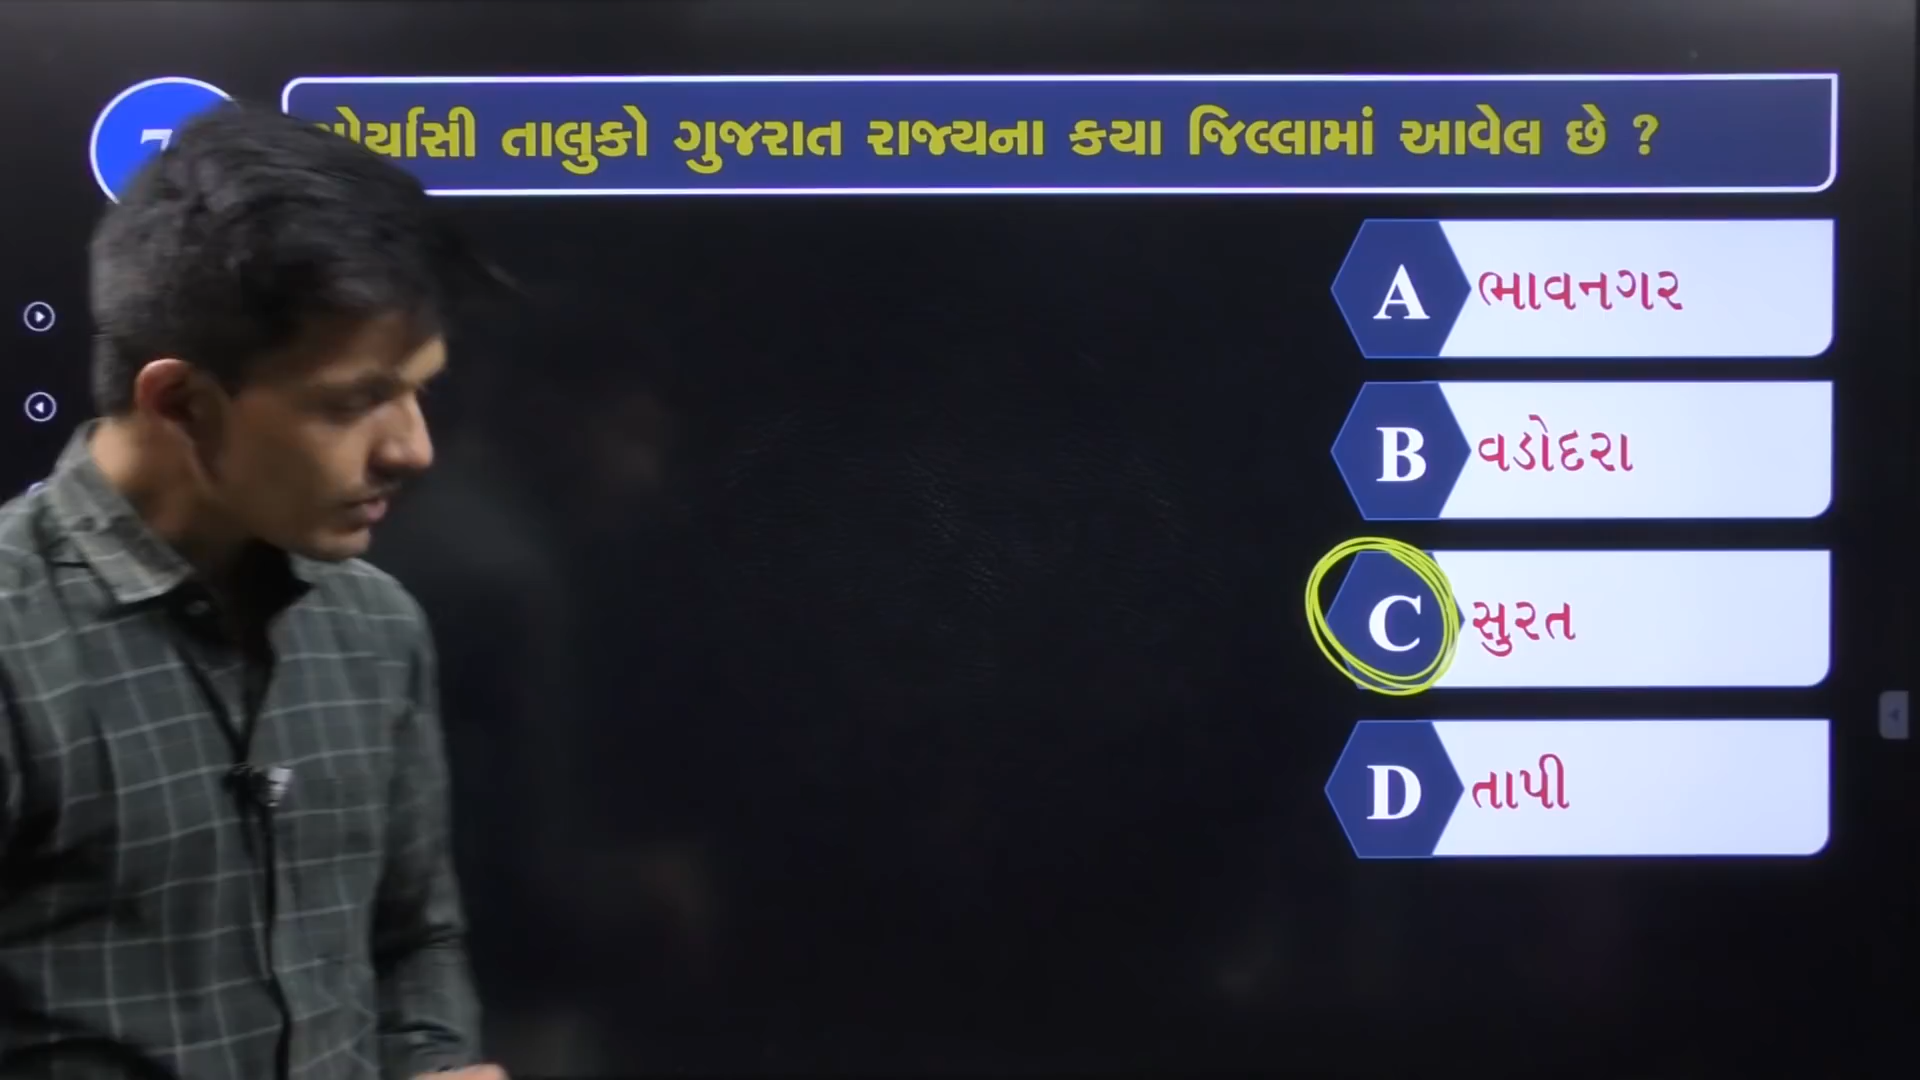 તાલુકો ગુજરાત રાજ્યના કયા જિલ્લામાં આવેલ છે ?
A ભાવનગર
B વડોદરા
C સુરત
D તાપી